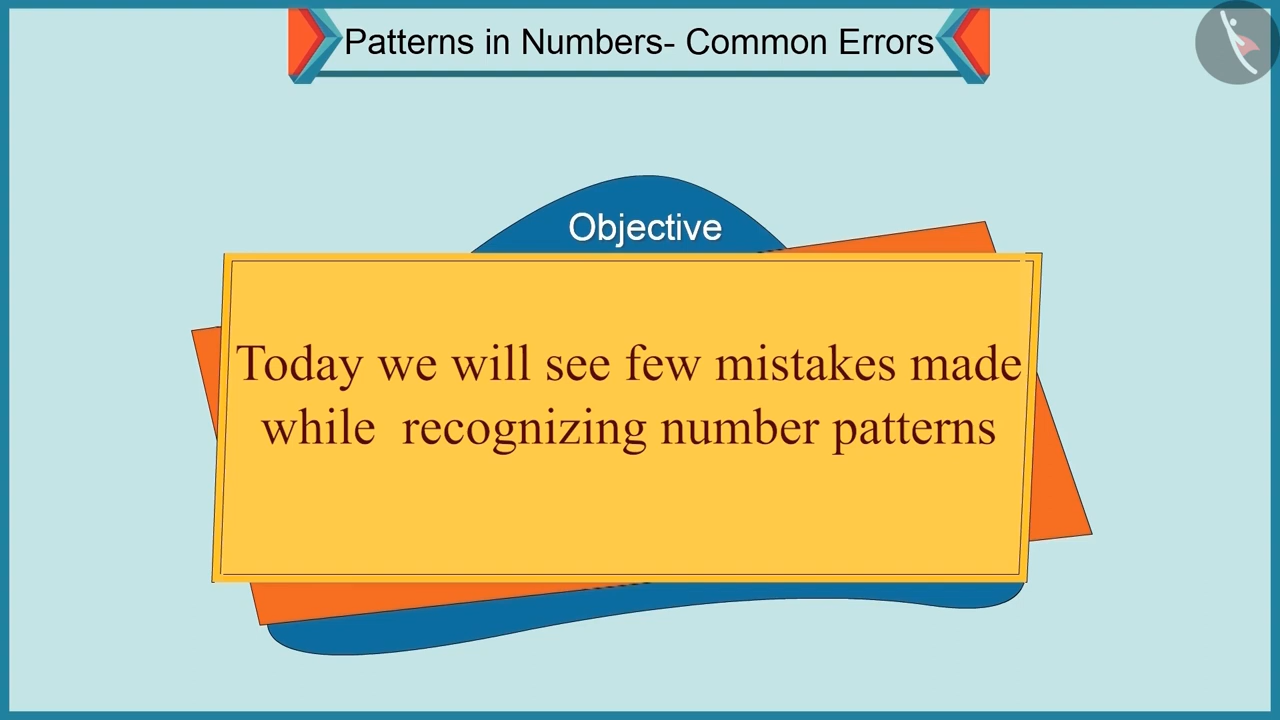 Patterns in Numbers- Common Errors
Objective
Today we will see few mistakes made
while recognizing number patterns